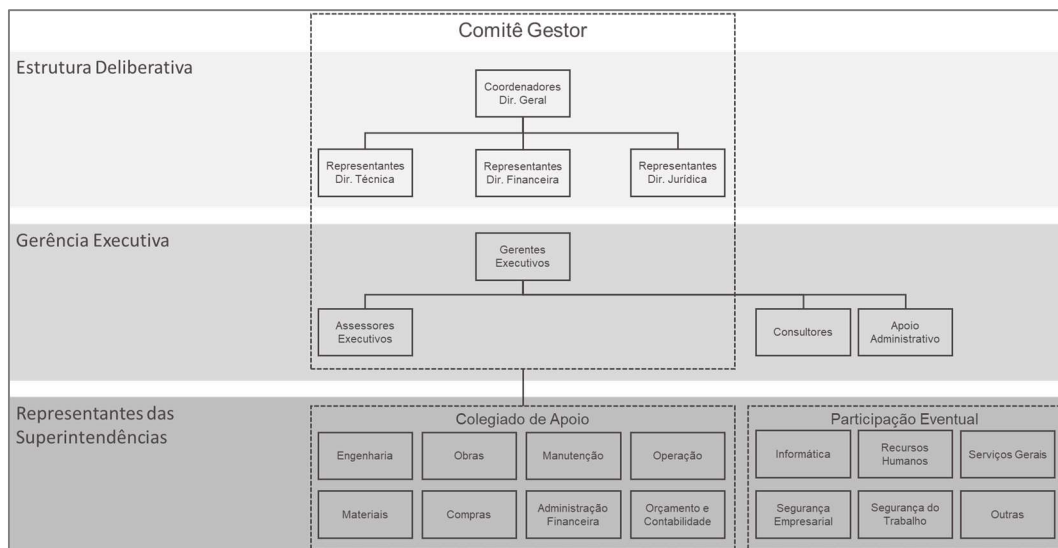 Comitê Gestor
Estrutura Deliberativa
Coordenadores
Dir. Geral
Representantes
Dir. Técnica
Representantes
Dir. Financeira
Representantes
Dir. Jurídica
Gerência Executiva
Gerentes
Executivos
Assessores
Executivos
Consultores
Apoio
Administrativo
Representantes das
Superintendências
Colegiado de Apoio
Engenharia
Obras
Manutenção
Operação
Materiais
Compras
Administração
Financeira
Orçamento e
Contabilidade
Participação Eventual
Informática
Recursos
Humanos
Serviços Gerais
Segurança
Empresarial
Segurança do
Trabalho
Outras